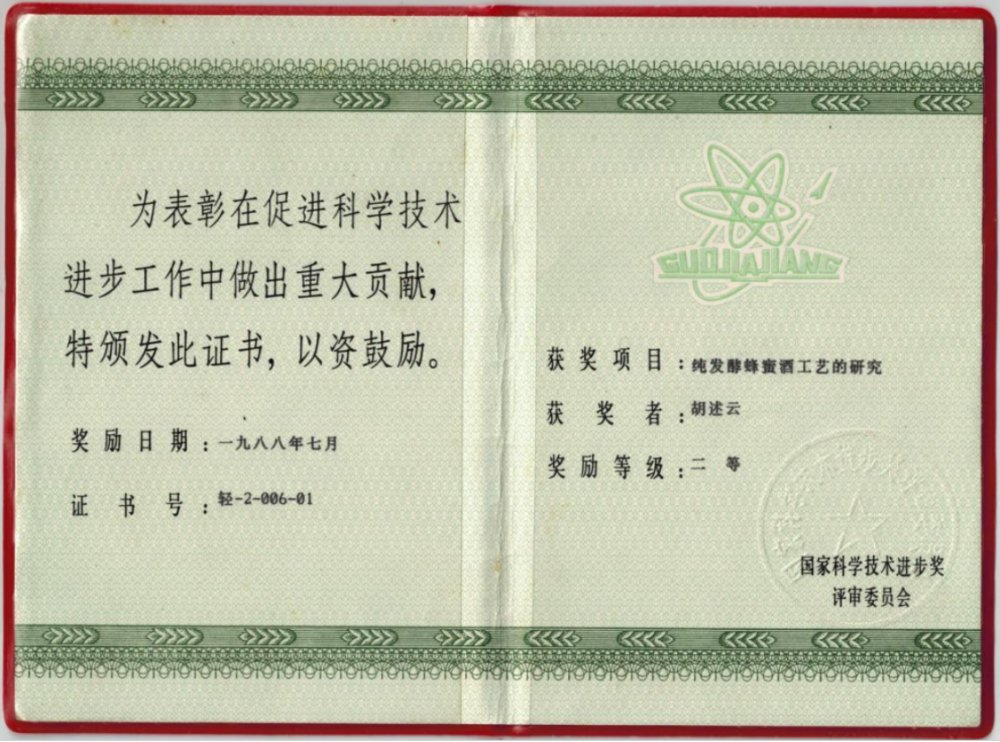 为表彰在促进科学技术
进步工作中做出重大贡献，
特颁发此证书，以资鼓励。
奖励日期：一九八八年七月
证书号：轻-2-006-01
GUOJIAJIANG
获奖项目：纯发酵蜂蜜酒工艺的研究
获奖者：胡述云
奖励等级：二等
国家科学技术进步奖
评审委员会